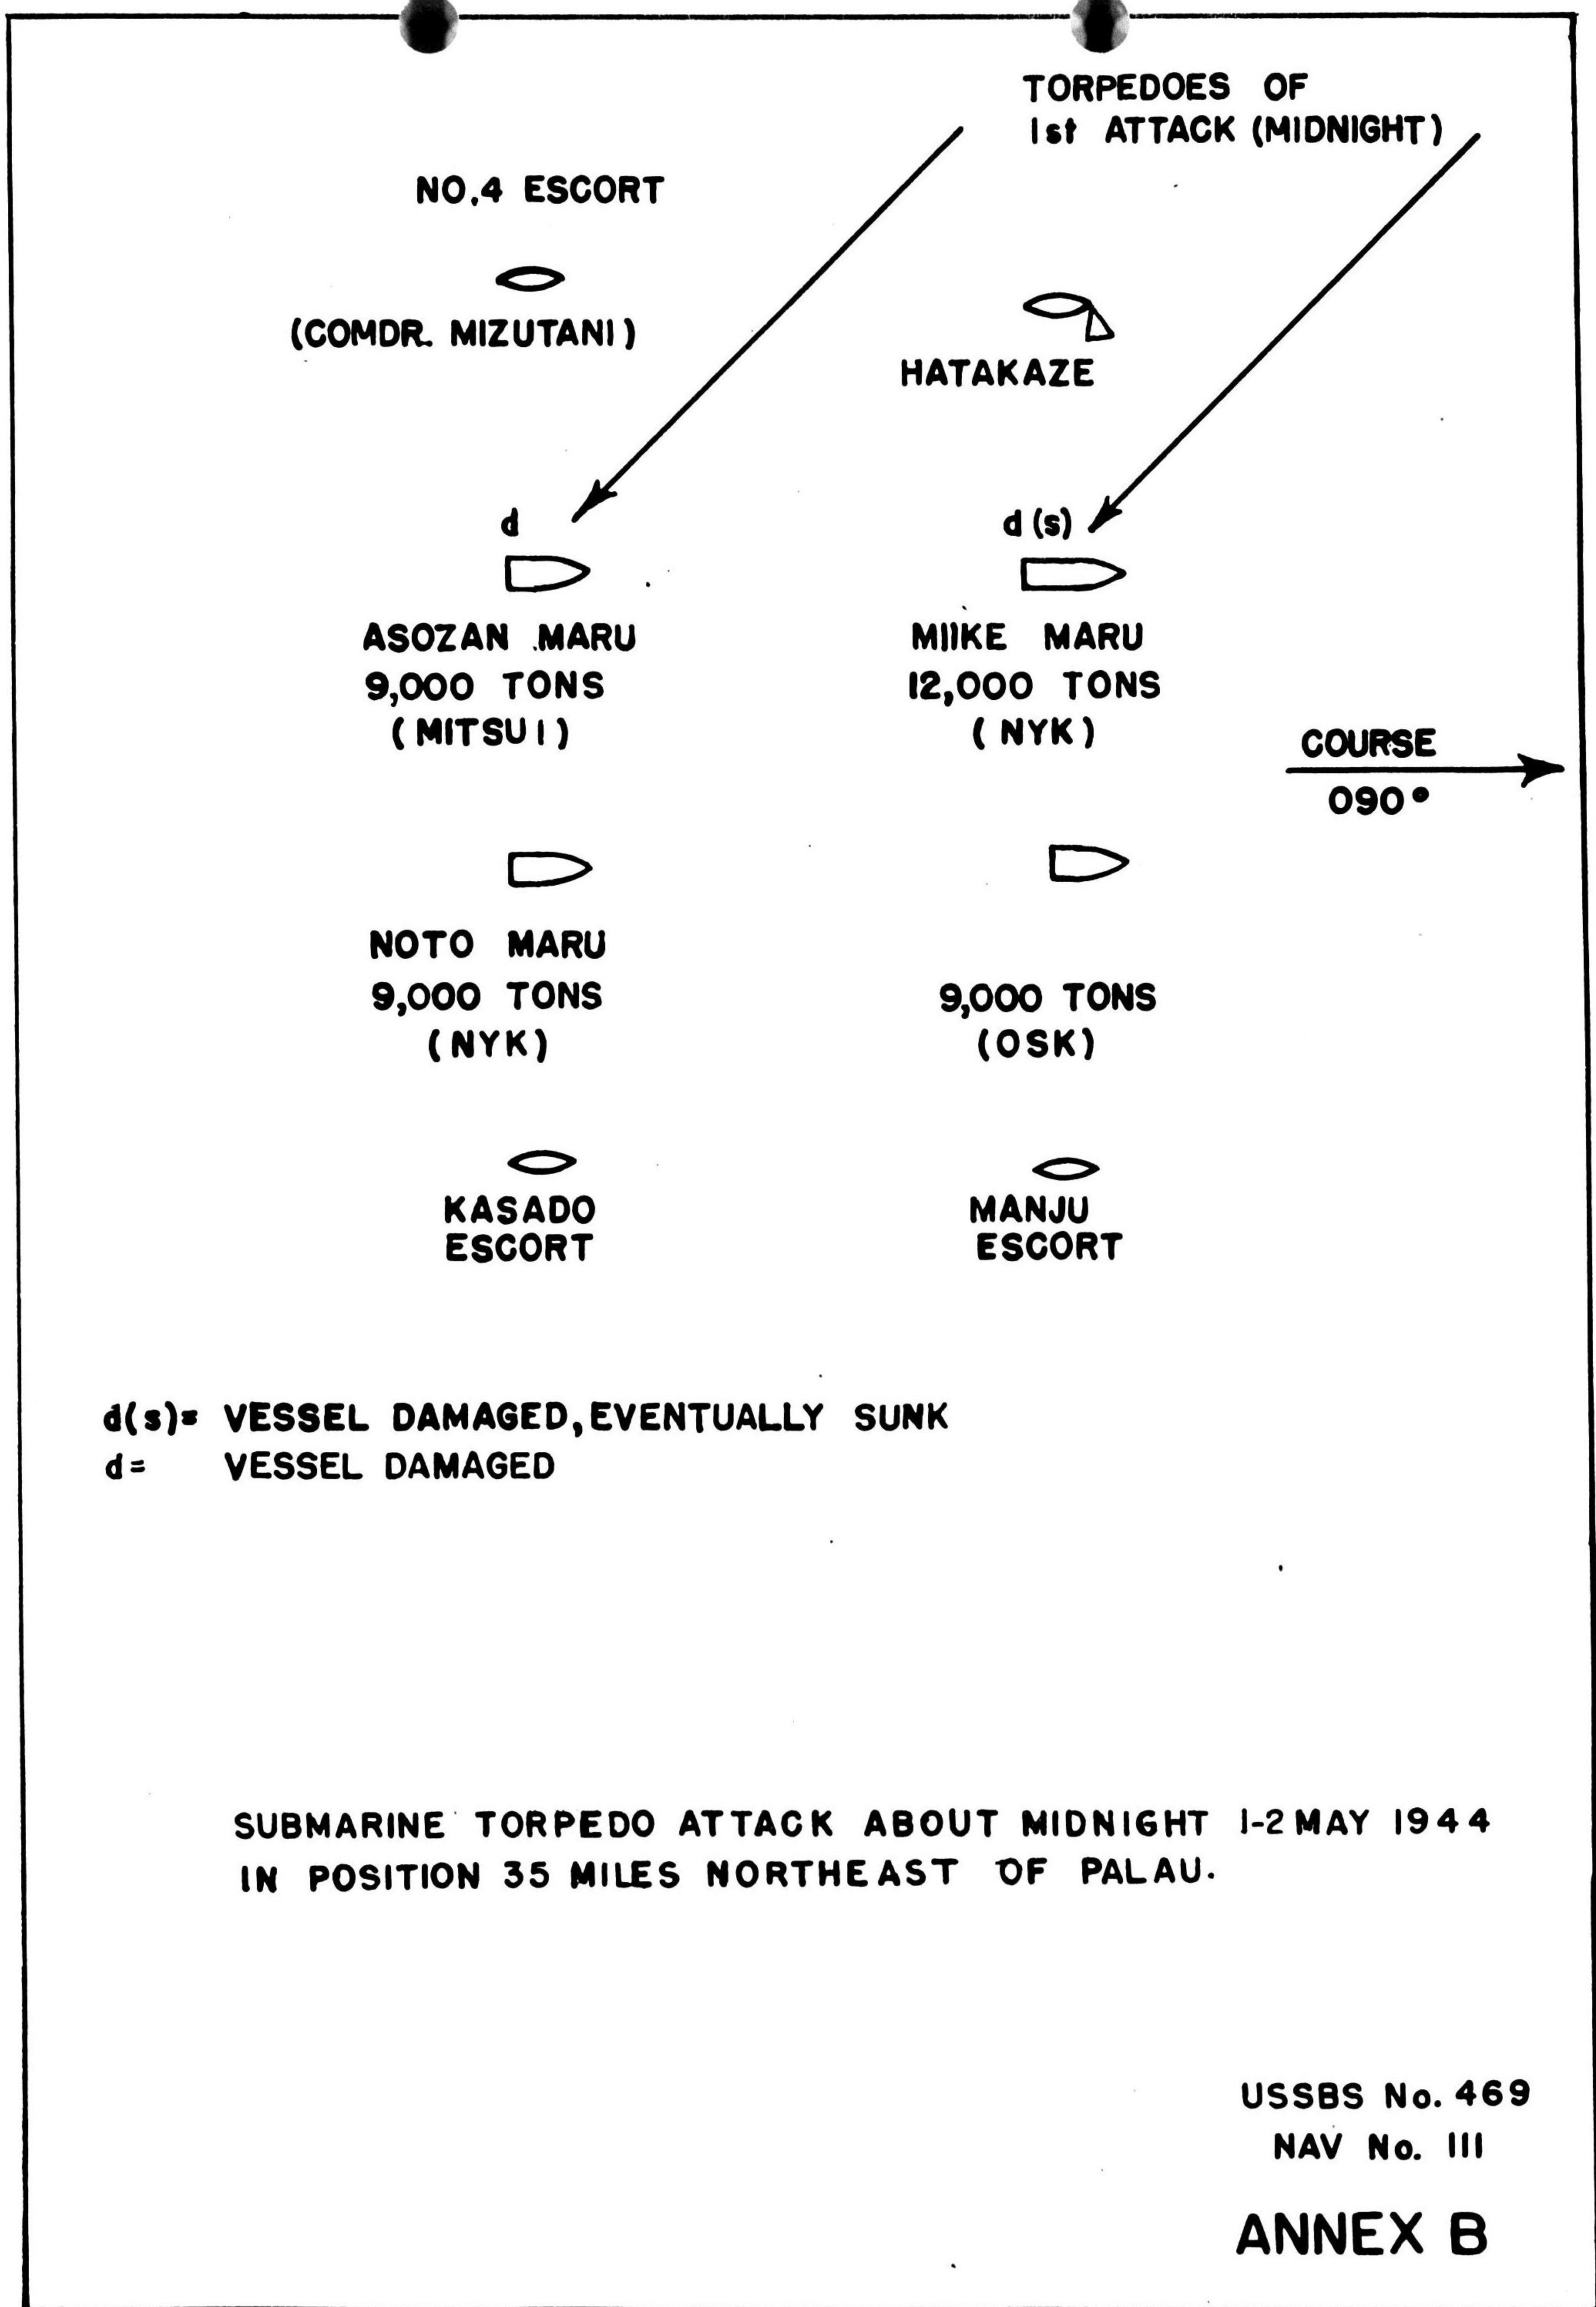 TORPEDOES OF
1st ATTACK (MIDNIGHT)
NO.4 ESCORT
(COMDR. MIZUTANI)
HATAKAZE
d
d(s)
ASOZAN MARU
9,000 TONS
(MITSUI)
MIIKE MARU
12,000 TONS
(NYK)
COURSE
090°
NOTO MARU
9,000 TONS
(NYK)
9,000 TONS
(OSK)
KASADO
ESCORT
MANJU
ESCORT
d(s)= VESSEL DAMAGED, EVENTUALLY SUNK
d= VESSEL DAMAGED
SUBMARINE TORPEDO ATTACK ABOUT MIDNIGHT 1-2 MAY 1944
IN POSITION 35 MILES NORTHEAST OF PALAU.
USSBS No. 469
NAV No. 111
ANNEX B